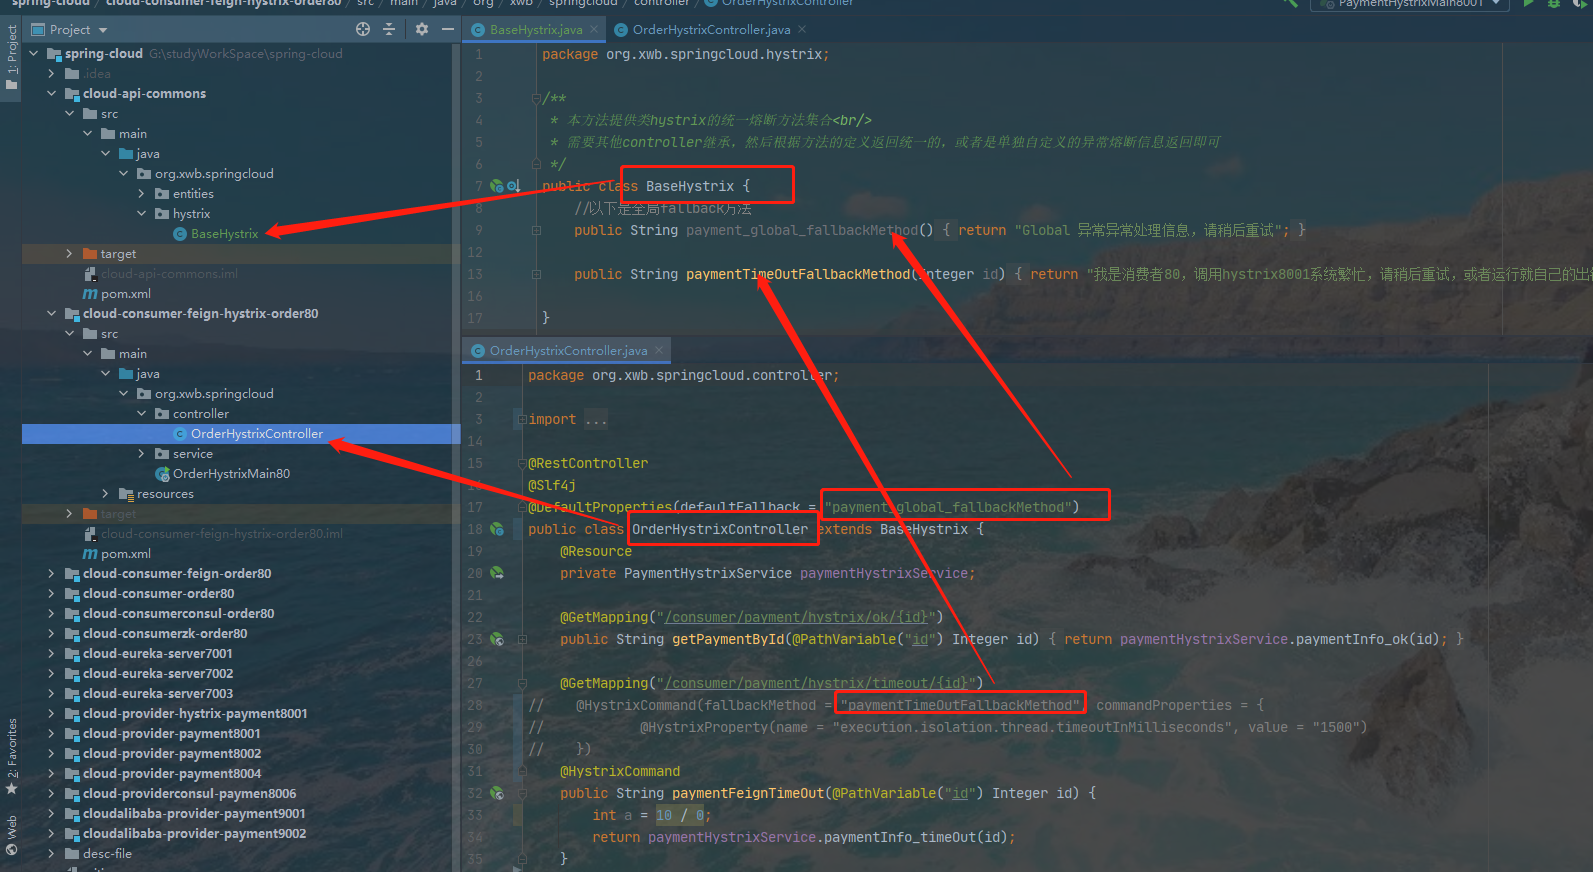 spring-cloud / cloud-consumer-feign-hystrix-order80 / src / main / java / org / xwb / springcloud / controller / OrderHystrixController
PaymentHystrixMain8001
Project
1: Project
2: Favorites
Web
spring-cloud G:\studyWorkSpace\spring-cloud
.idea
cloud-api-commons
src
main
java
org.xwb.springcloud
entities
hystrix
BaseHystrix
target
cloud-api-commons.iml
pom.xml
cloud-consumer-feign-hystrix-order80
src
main
java
org.xwb.springcloud
controller
OrderHystrixController
service
OrderHystrixMain80
resources
target
cloud-consumer-feign-hystrix-order80.iml
pom.xml
cloud-consumer-feign-order80
cloud-consumer-order80
cloud-consumerconsul-order80
cloud-consumerzk-order80
cloud-eureka-server7001
cloud-eureka-server7002
cloud-eureka-server7003
cloud-provider-hystrix-payment8001
cloud-provider-payment8001
cloud-provider-payment8002
cloud-provider-payment8004
cloud-providerconsul-paymen8006
cloudalibaba-provider-payment9001
cloudalibaba-provider-payment9002
desc-file
BaseHystrix.java OrderHystrixController.java
1 package org.xwb.springcloud.hystrix;
2
3 /**
4 * 本方法提供类hystrix的统一熔断方法集合<br/>
5 * 需要其他controller继承，然后根据方法的定义返回统一的，或者是单独自定义的异常熔断信息返回即可
6 */
7 public class BaseHystrix {
8 //以下是全局fallback方法
9 public String payment_global_fallbackMethod() { return "Global 异常异常处理信息，请稍后重试"; }
12
13 public String paymentTimeOutFallbackMethod(Integer id) { return "我是消费者80，调用hystrix8001系统繁忙，请稍后重试，或者运行就自己的出
16
17 }
OrderHystrixController.java
1 package org.xwb.springcloud.controller;
2
3 import ...
14
15 @RestController
@Slf4j
17 @DefaultProperties(defaultFallback = "payment_global_fallbackMethod")
18 public class OrderHystrixController extends BaseHystrix {
19 @Resource
20 private PaymentHystrixService paymentHystrixService;
21
22 @GetMapping("/consumer/payment/hystrix/ok/{id}")
23 public String getPaymentById(@PathVariable("id") Integer id) { return paymentHystrixService.paymentInfo_ok(id); }
26
27 @GetMapping("/consumer/payment/hystrix/timeout/{id}")
28 // @HystrixCommand(fallbackMethod = "paymentTimeOutFallbackMethod", commandProperties = {
29 // @HystrixProperty(name = "execution.isolation.thread.timeoutInMilliseconds", value = "1500")
30 // })
31 @HystrixCommand
32 public String paymentFeignTimeOut(@PathVariable("id") Integer id) {
33 int a = 10 / 0;
34 return paymentHystrixService.paymentInfo_timeOut(id);
35 }